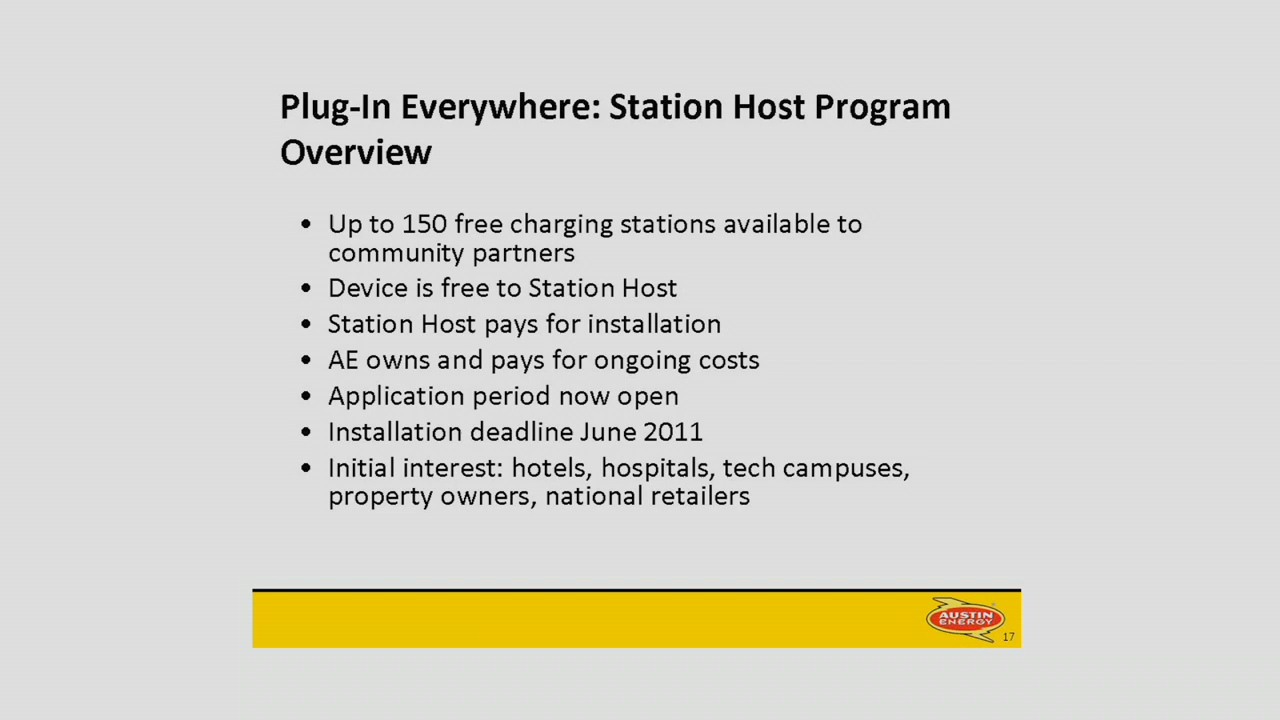 Plug-In Everywhere: Station Host Program
Overview
• Up to 150 free charging stations available to
community partners
• Device is free to Station Host
• Station Host pays for installation
• AE owns and pays for ongoing costs
• Application period now open
• Installation deadline June 2011
• Initial interest: hotels, hospitals, tech campuses,
property owners, national retailers
AUSTIN
ENERGY
17